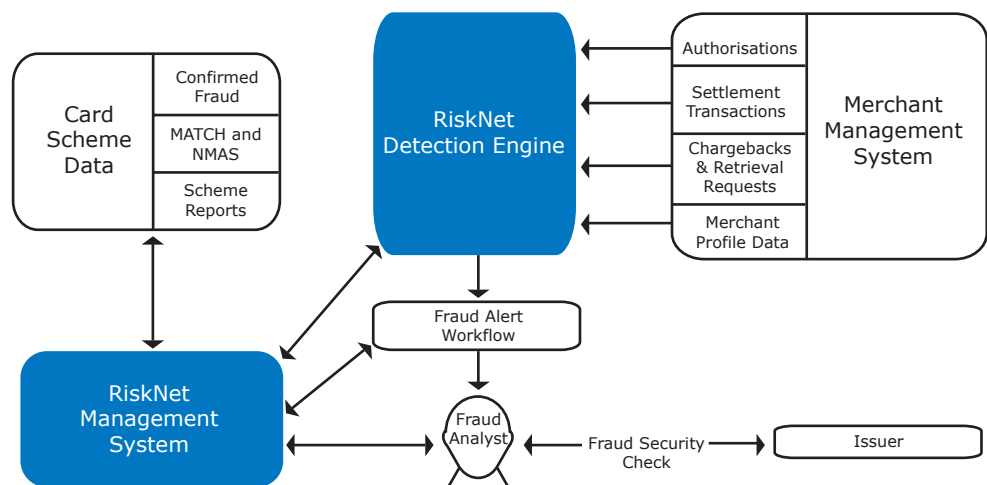 Card
Scheme
Data
Confirmed
Fraud
MATCH and
NMAS
Scheme
Reports
RiskNet
Detection Engine
Authorisations
Settlement
Transactions
Chargebacks
& Retrieval
Requests
Merchant
Profile Data
Merchant
Management
System
Fraud Alert
Workflow
RiskNet
Management
System
Fraud
Analyst
Fraud Security
Check
Issuer